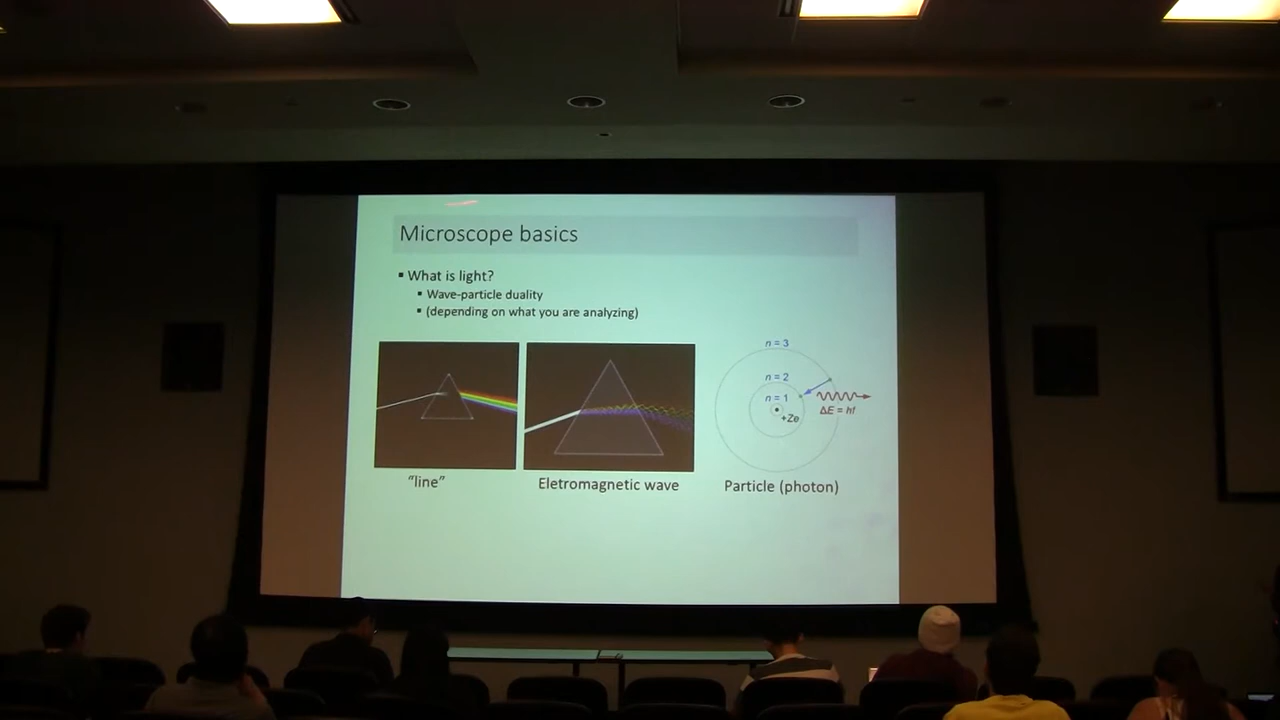 Microscope basics
▪ What is light?
▪ Wave-particle duality
▪ (depending on what you are analyzing)
n = 3
n = 2
n = 1
+Ze
ΔE = hf
"line"
Eletromagnetic wave
Particle (photon)